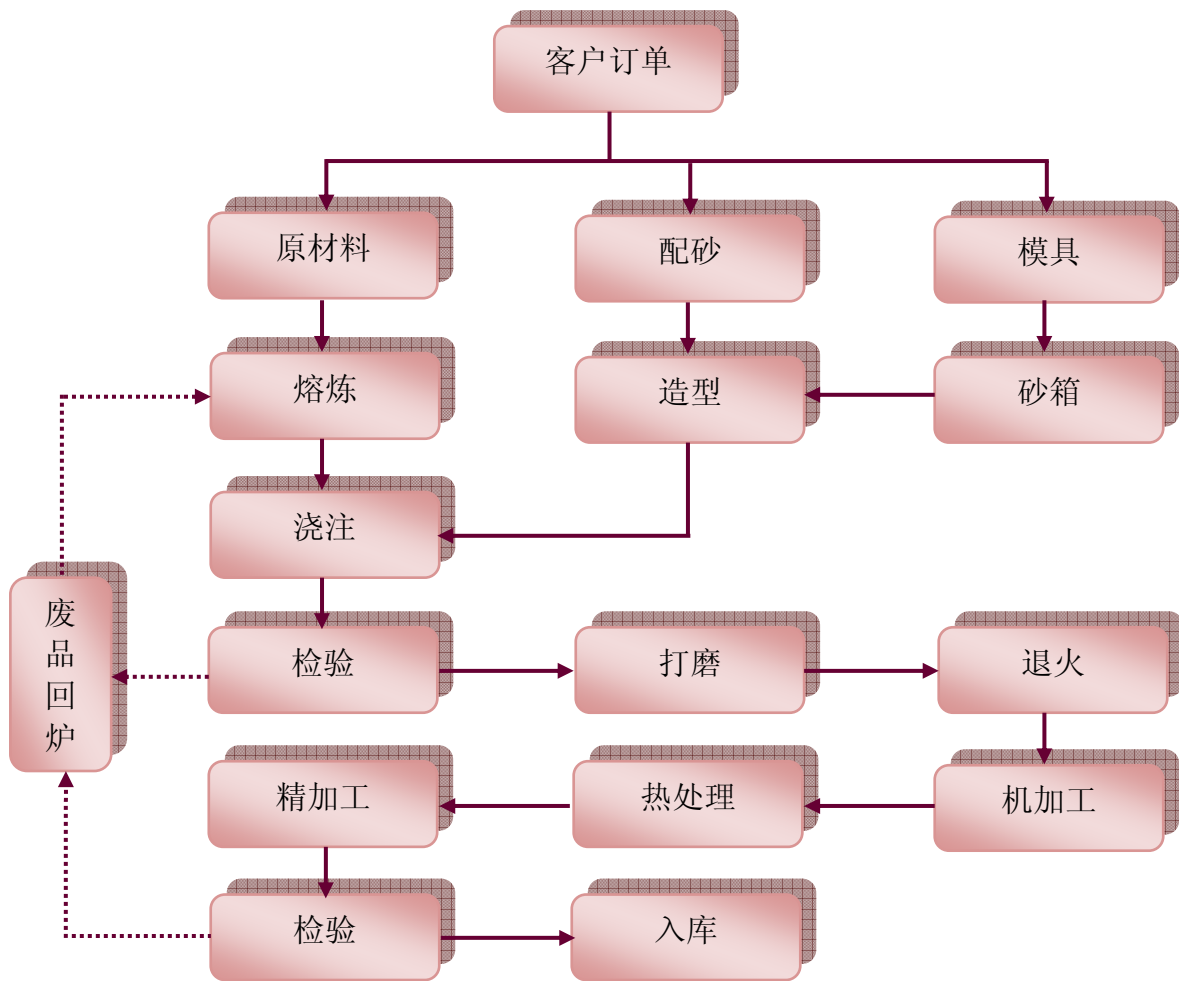 客户订单
原材料
配砂
模具
熔炼
造型
砂箱
浇注
废品回炉
检验
打磨
退火
精加工
热处理
机加工
检验
入库